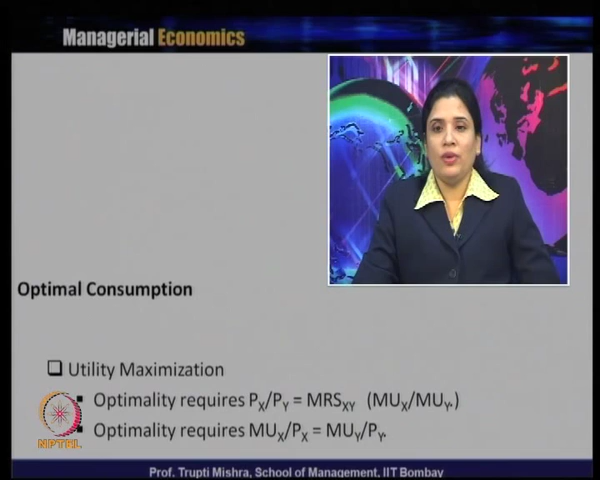 Managerial Economics
Optimal Consumption
❑ Utility Maximization
▪ Optimality requires PX/PY = MRSXY (MUX/MUY.)
▪ Optimality requires MUX/PX = MUY/PY.
NPTEL
Prof. Trupti Mishra, School of Management, IIT Bombay